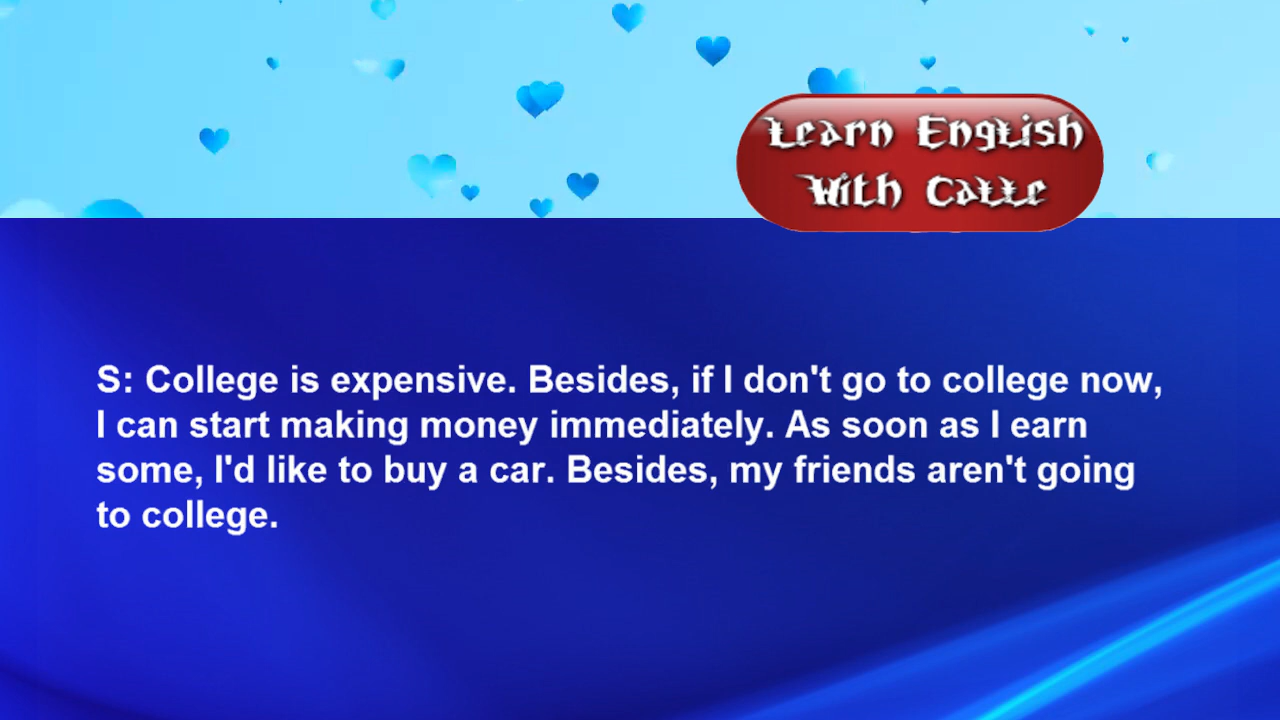 Learn English
With Calle
S: College is expensive. Besides, if I don't go to college now,
I can start making money immediately. As soon as I earn
some, I'd like to buy a car. Besides, my friends aren't going
to college.